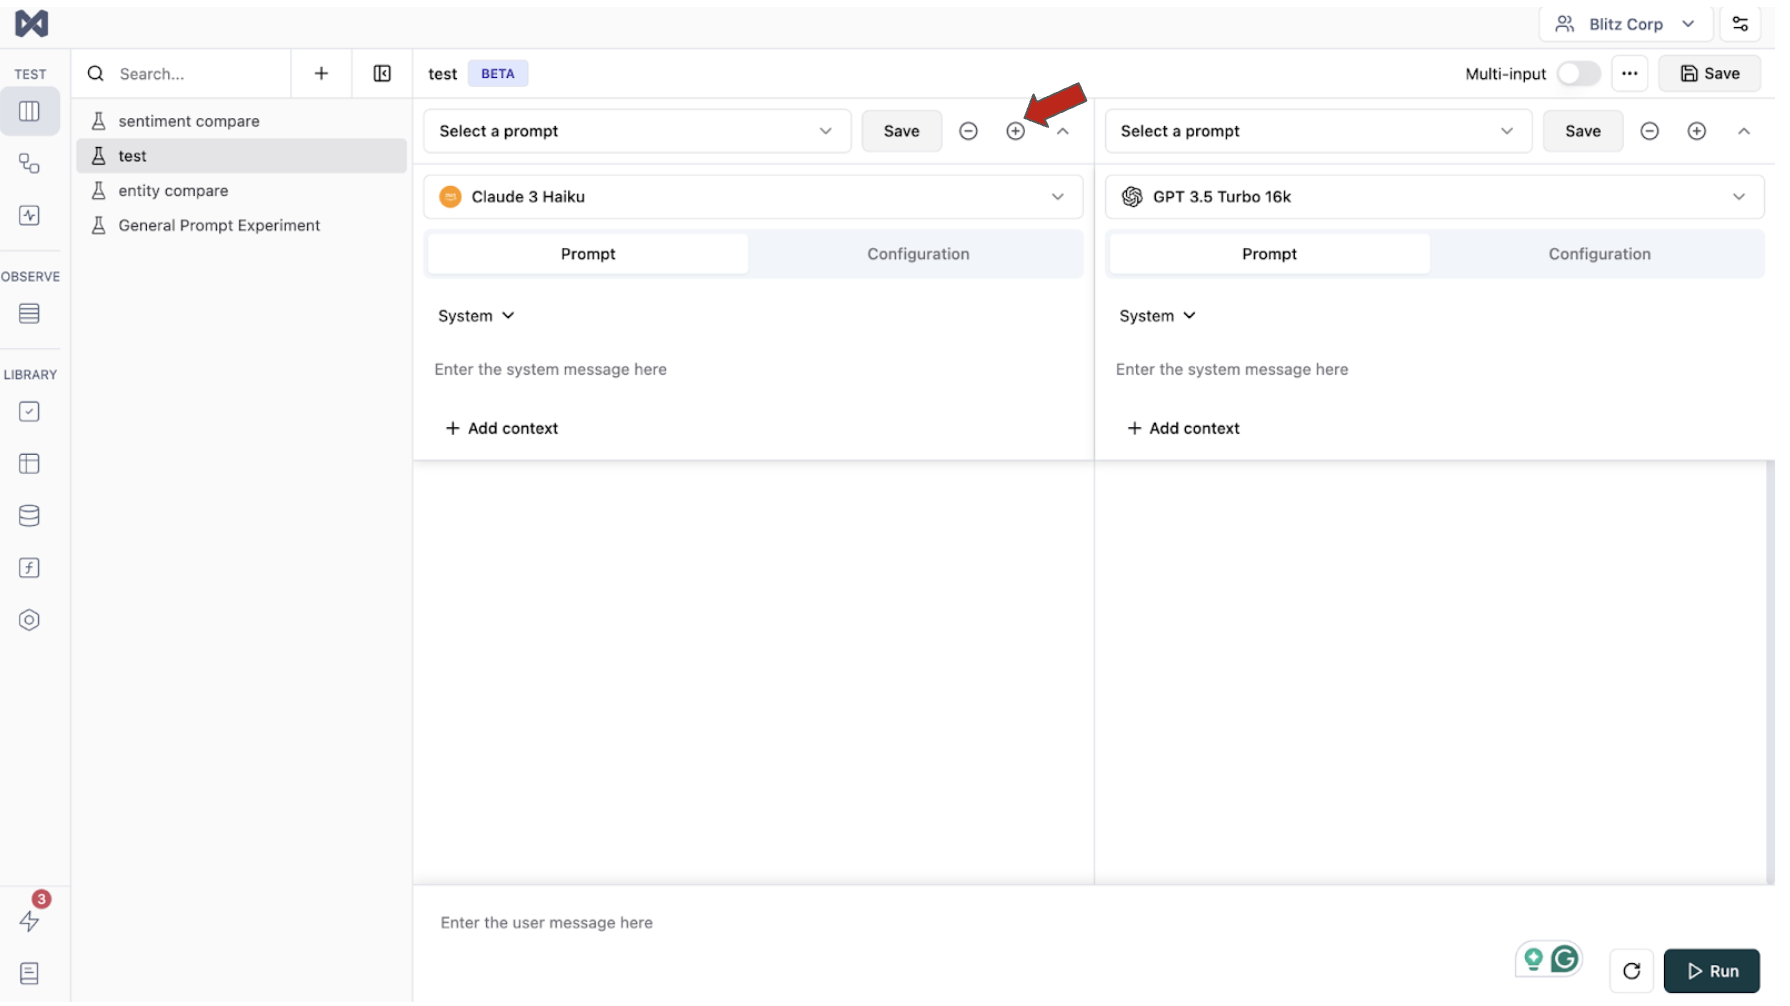 Blitz Corp
TEST
Search...
test BETA
Multi-input
Save
sentiment compare
test
entity compare
General Prompt Experiment
OBSERVE
LIBRARY
3
Select a prompt
Save
Claude 3 Haiku
Prompt
Configuration
System
Enter the system message here
+ Add context
Select a prompt
Save
GPT 3.5 Turbo 16k
Prompt
Configuration
System
Enter the system message here
+ Add context
Enter the user message here
Run